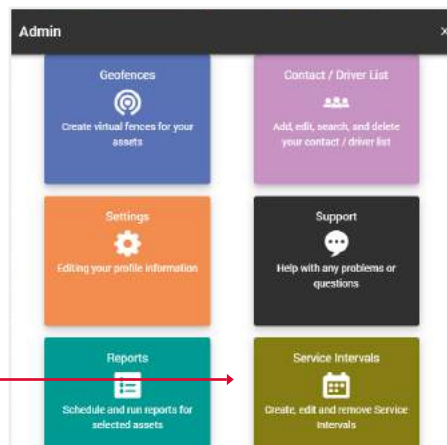 Admin
Geofences
Create virtual fences for your
assets
Contact / Driver List
Add, edit, search, and delete
your contact / driver list
Settings
Editing your profile information
Support
Help with any problems or
questions
Reports
Schedule and run reports for
selected assets
Service Intervals
Create, edit and remove Service
Intervals